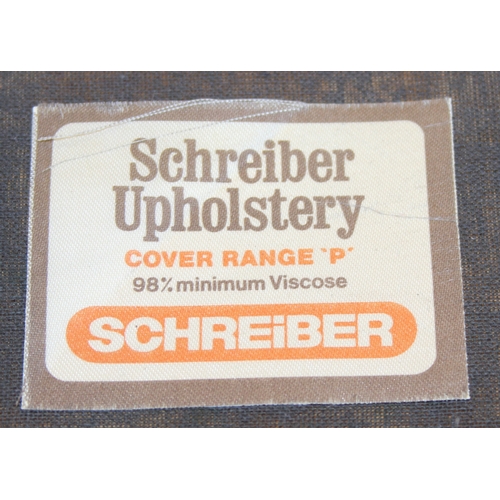 Schreiber
Upholstery
COVER RANGE 'P'
98% minimum Viscose
SCHREiBER